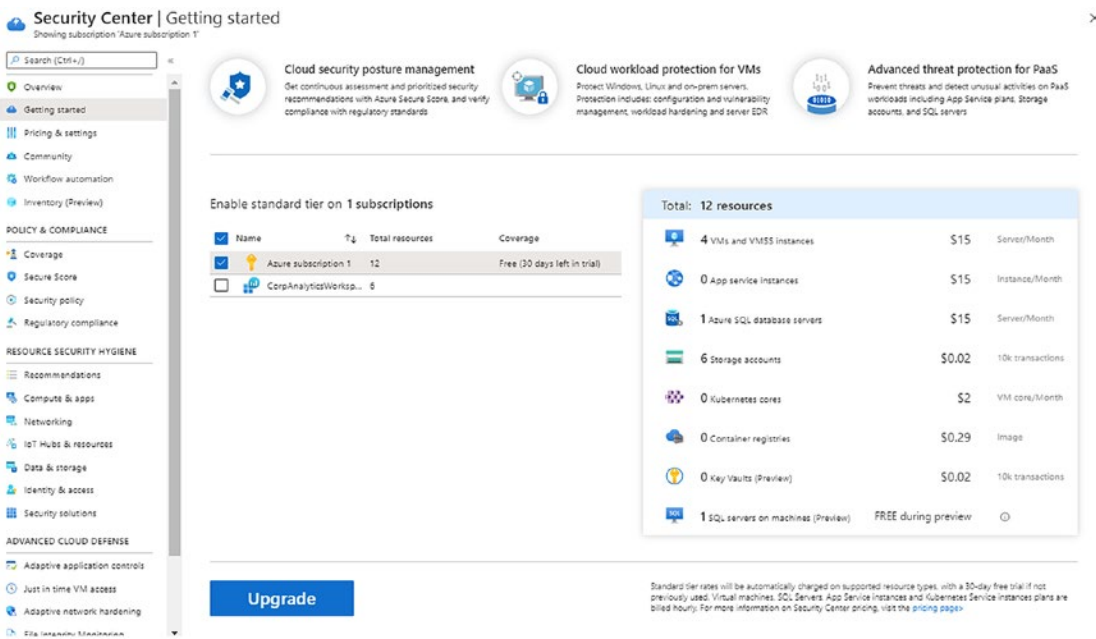 Security Center | Getting started
Showing subscription 'Azure subscription 1'
Search (Ctrl+/)
«
Overview
Getting started
Pricing & settings
Community
Workflow automation
Inventory (Preview)
POLICY & COMPLIANCE
Coverage
Secure Score
Security policy
Regulatory compliance
RESOURCE SECURITY HYGIENE
Recommendations
Compute & apps
Networking
IoT Hubs & resources
Data & storage
Identity & access
Security solutions
ADVANCED CLOUD DEFENSE
Adaptive application controls
Just in time VM access
Adaptive network hardening
File Integrity Monitoring
Cloud security posture management
Get continuous assessment and prioritized security
recommendations with Azure Secure Score, and verify
compliance with regulatory standards
Cloud workload protection for VMs
Protect Windows, Linux and on-prem servers.
Protection includes: configuration and vulnerability
management, workload hardening and server EDR
Advanced threat protection for PaaS
Prevent threats and detect unusual activities on PaaS
workloads including App Service plans, Storage
accounts, and SQL servers
Enable standard tier on 1 subscriptions
Name Total resources Coverage
Azure subscription 1 12 Free (30 days left in trial)
CorpAnalyticsWorksp... 6
Total: 12 resources
4 VMs and VMSS instances $15 Server/Month
0 App service instances $15 Instance/Month
SQL 1 Azure SQL database servers $15 Server/Month
6 Storage accounts $0.02 10k transactions
0 Kubernetes cores $2 VM core/Month
0 Container registries $0.29 Image
0 Key Vaults (Preview) $0.02 10k transactions
SQL 1 SQL servers on machines (Preview) FREE during preview
Upgrade
Standard tier rates will be automatically charged on supported resource types, with a 30-day free trial if not
previously used. Virtual machines, SQL Servers, App Service instances and Kubernetes Service instances plans are
billed hourly. For more information on Security Center pricing, visit the pricing page>